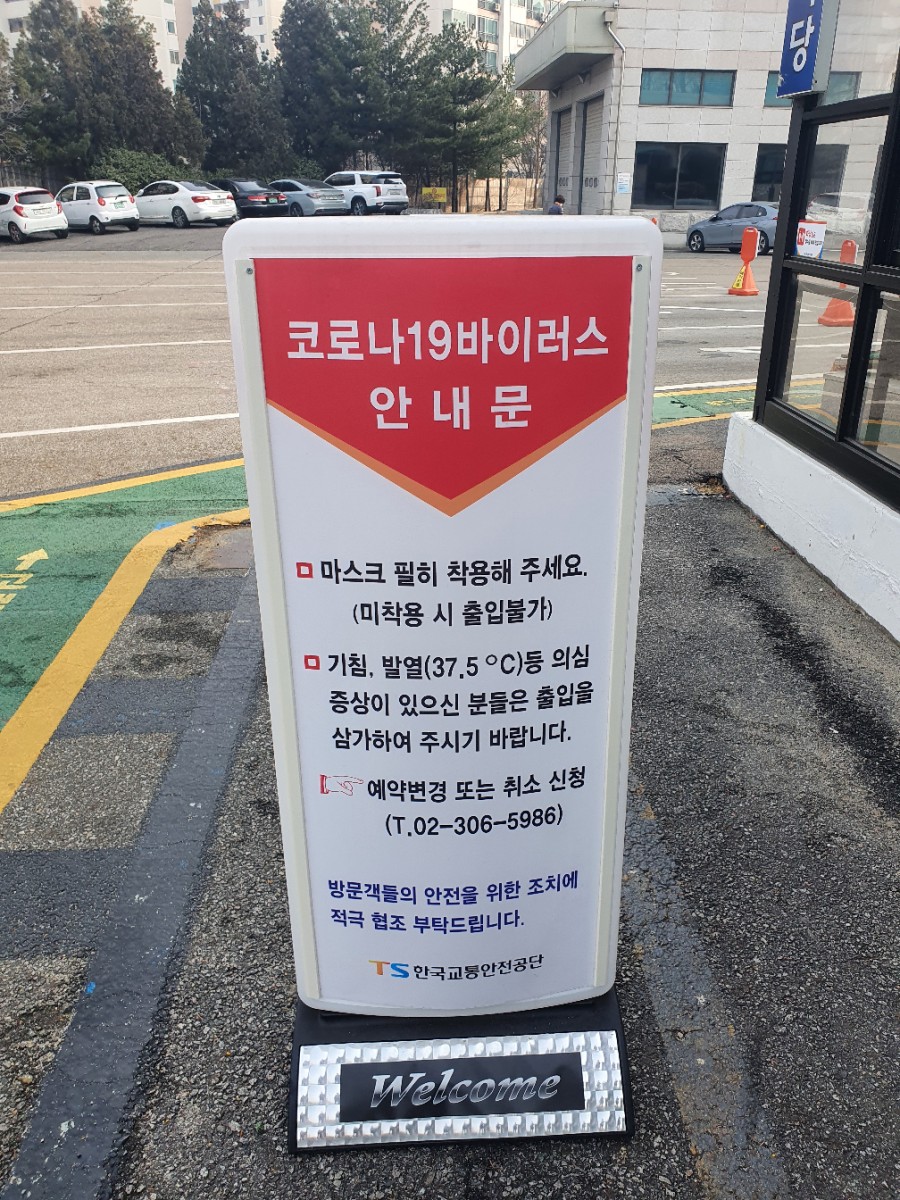 당
코로나19바이러스
안내문
마스크 필히 착용해 주세요.
(미착용 시 출입불가)
기침, 발열(37.5 ℃)등 의심
증상이 있으신 분들은 출입을
삼가하여 주시기 바랍니다.
예약변경 또는 취소 신청
(T.02-306-5986)
방문객들의 안전을 위한 조치에
적극 협조 부탁드립니다.
TS 한국교통안전공단
Welcome